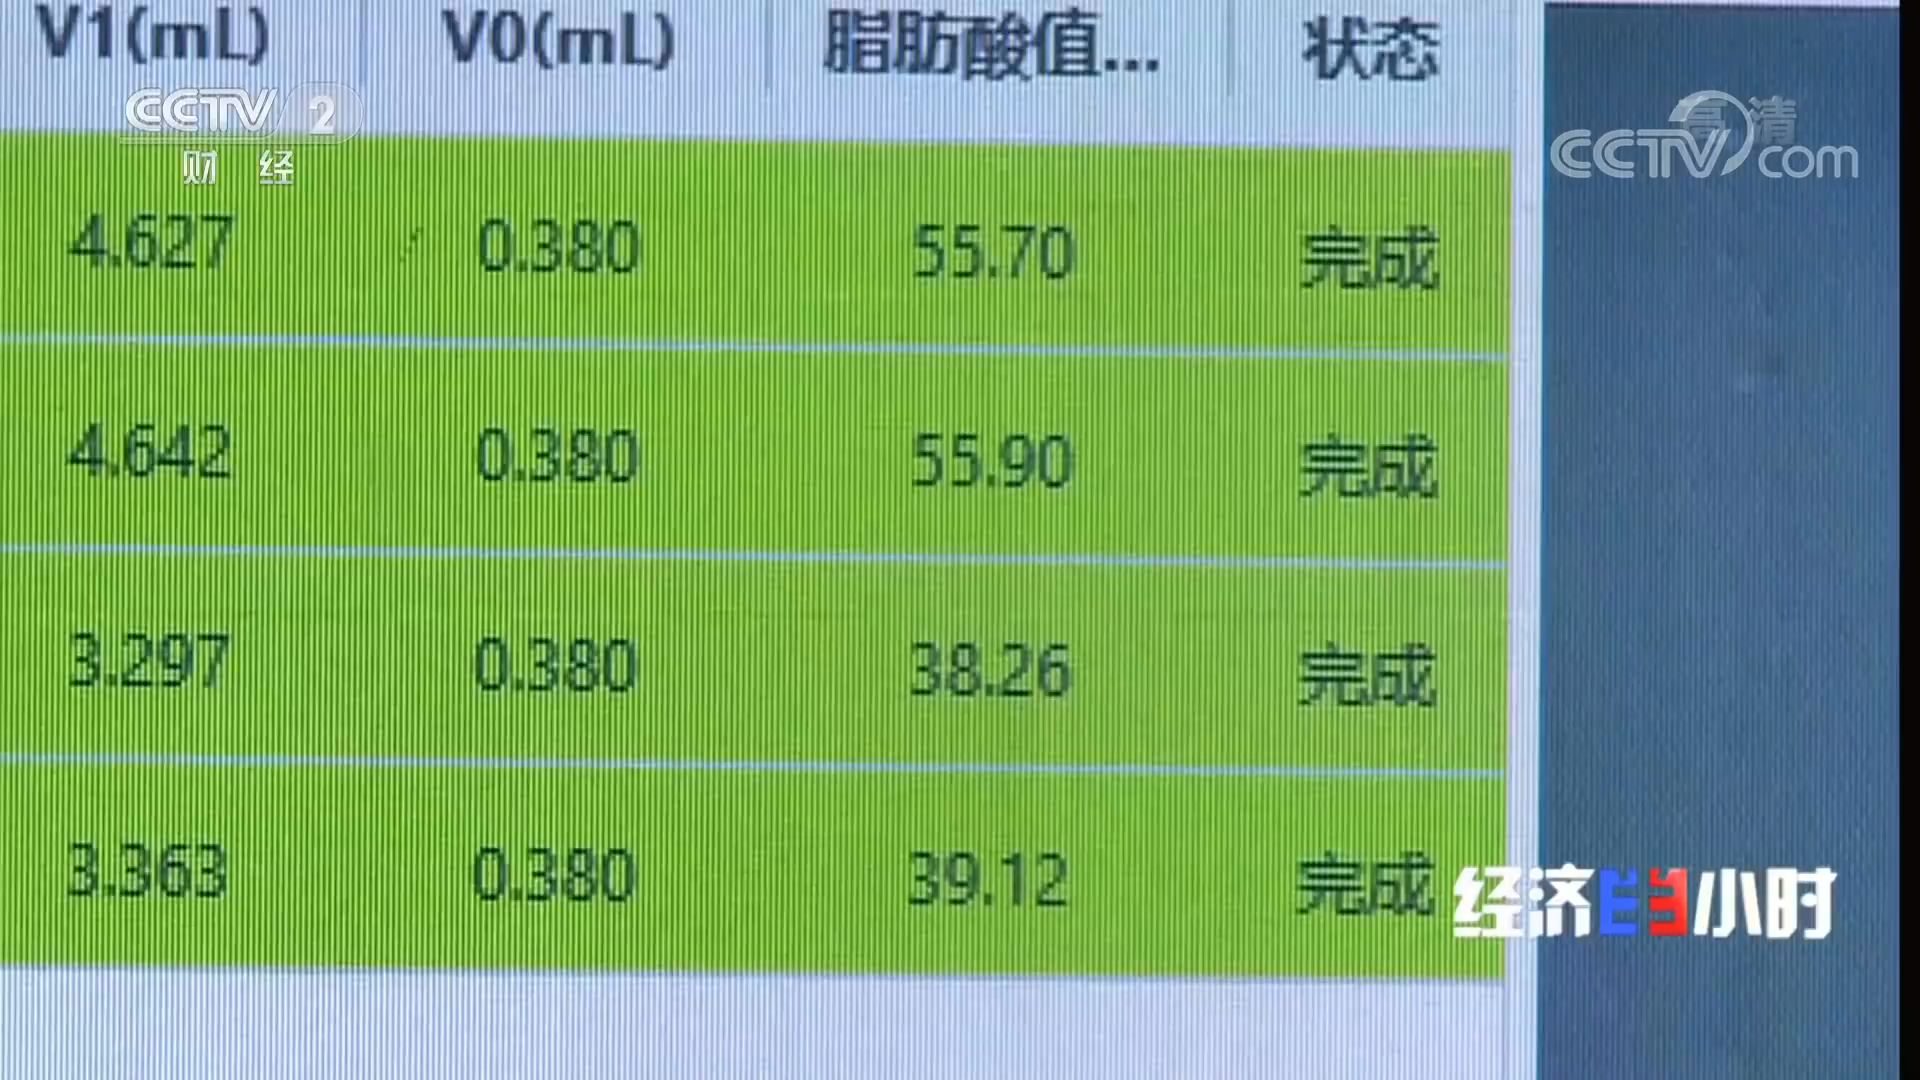 V1(mL) V0(mL) 脂肪酸值... 状态
CCTV 2
财经
高清
CCTV.com
4.627 0.380 55.70 完成
4.642 0.380 55.90 完成
3.297 0.380 38.26 完成
3.363 0.380 39.12 完成
经济半小时